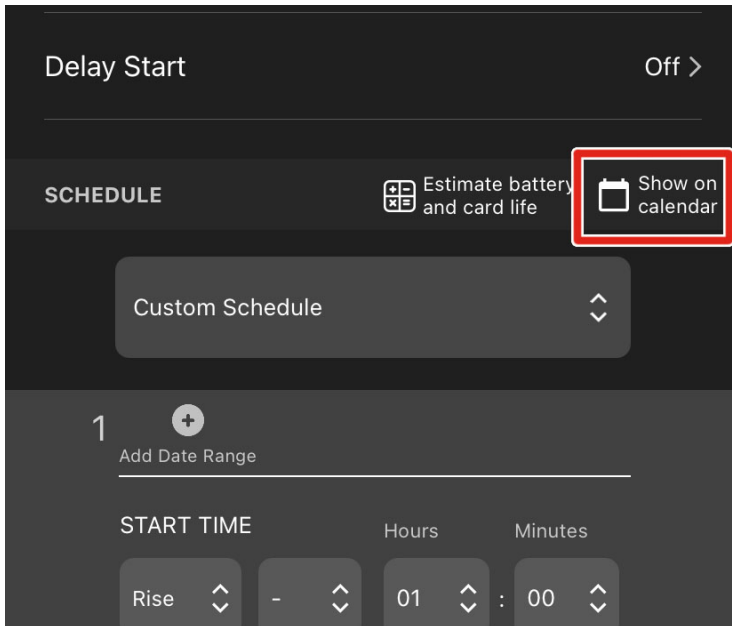 Delay Start Off >
SCHEDULE
Estimate battery
and card life
Show on
calendar
Custom Schedule
1
Add Date Range
START TIME Hours Minutes
Rise - 01 : 00